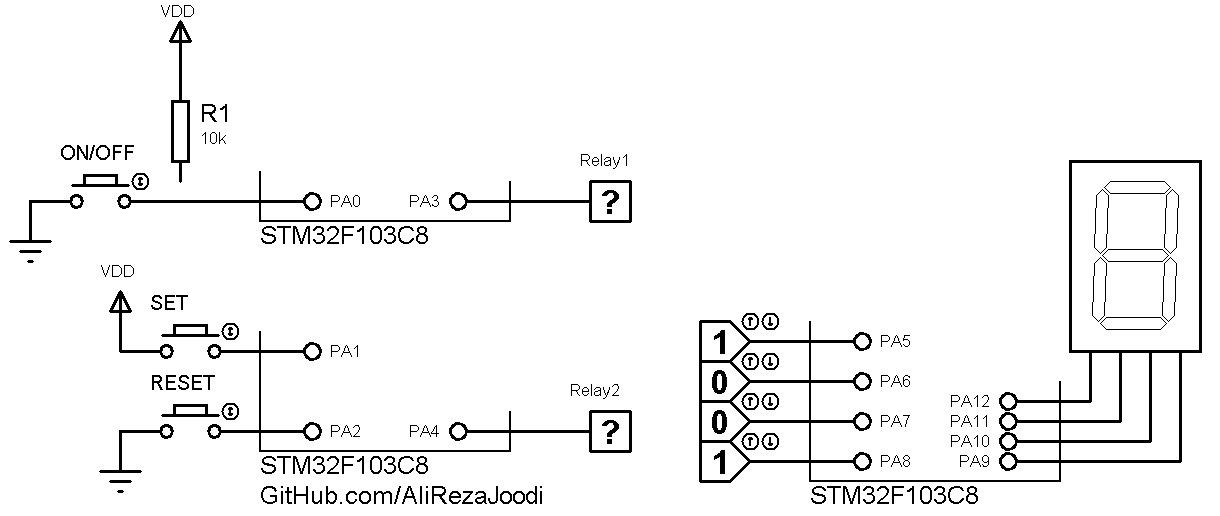 VDD
R1
10k
ON/OFF
PA0
PA3
Relay1
?
STM32F103C8
VDD
SET
PA1
RESET
PA2
PA4
Relay2
?
STM32F103C8
GitHub.com/AliRezaJoodi
1
PA5
0
PA6
0
PA7
1
PA8
PA12
PA11
PA10
PA9
STM32F103C8